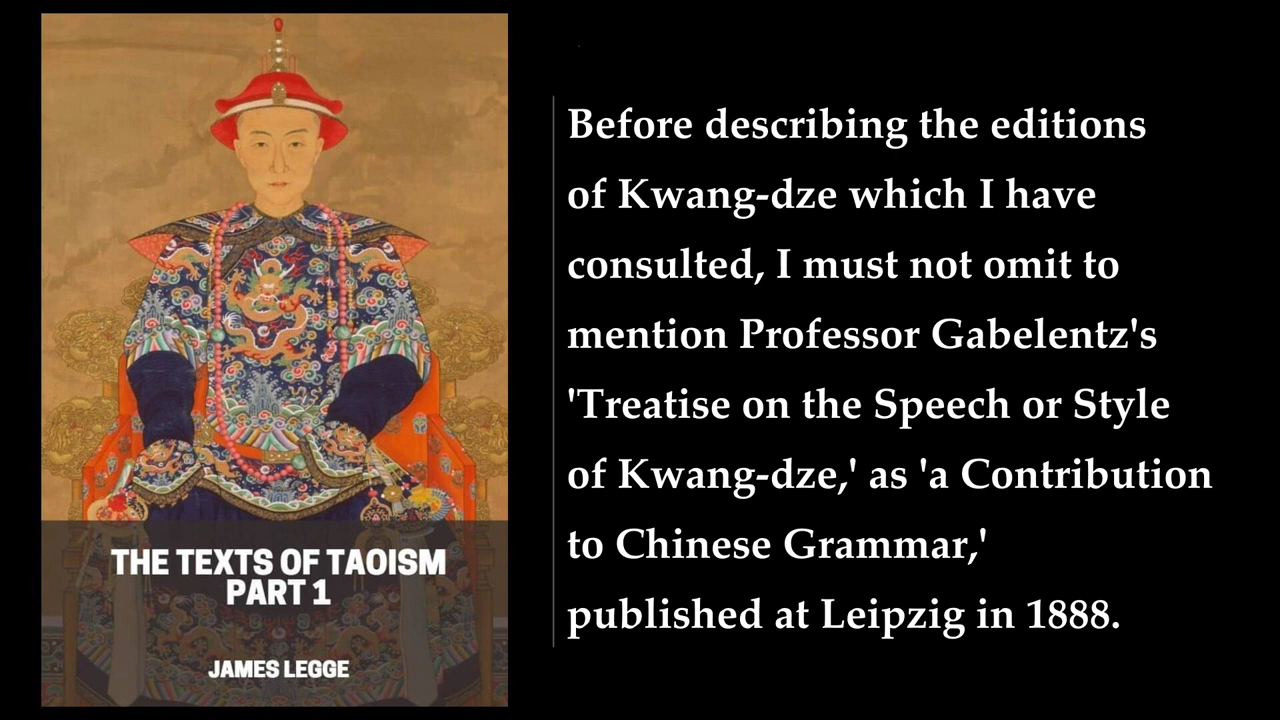 THE TEXTS OF TAOISM
PART 1
JAMES LEGGE
Before describing the editions
of Kwang-dze which I have
consulted, I must not omit to
mention Professor Gabelentz's
'Treatise on the Speech or Style
of Kwang-dze,' as 'a Contribution
to Chinese Grammar,'
published at Leipzig in 1888.